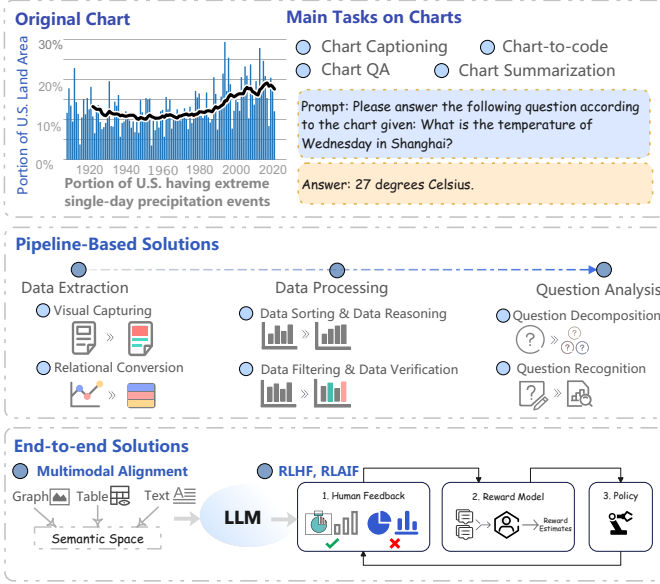 Original Chart
Portion of U.S. Land Area
30%
20%
10%
0%
1920 1940 1960 1980 2000 2020
Portion of U.S. having extreme
single-day precipitation events
Main Tasks on Charts
Chart Captioning
Chart-to-code
Chart QA
Chart Summarization
Prompt: Please answer the following question according
to the chart given: What is the temperature of
Wednesday in Shanghai?
Answer: 27 degrees Celsius.
Pipeline-Based Solutions
Data Extraction
Visual Capturing
Relational Conversion
Data Processing
Data Sorting & Data Reasoning
Data Filtering & Data Verification
Question Analysis
Question Decomposition
Question Recognition
End-to-end Solutions
Multimodal Alignment
Graph
Table
Text
Semantic Space
LLM
RLHF, RLAIF
1. Human Feedback
2. Reward Model
Reward
Estimates
3. Policy